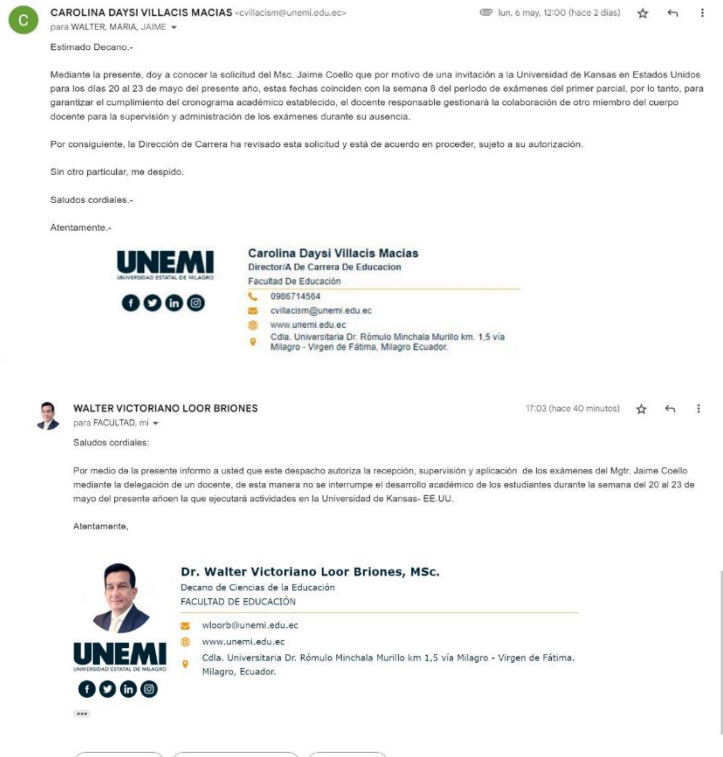 C
CAROLINA DAYSI VILLACIS MACIAS <cvillacism@unemi.edu.ec>
lun, 6 may, 12:00 (hace 2 días)
para WALTER, MARIA, JAIME
Estimado Decano.-
Mediante la presente, doy a conocer la solicitud del Msc. Jaime Coello que por motivo de una invitación a la Universidad de Kansas en Estados Unidos
para los días 20 al 23 de mayo del presente año, estas fechas coinciden con la semana 8 del período de exámenes del primer parcial, por lo tanto, para
garantizar el cumplimiento del cronograma académico establecido, el docente responsable gestionará la colaboración de otro miembro del cuerpo
docente para la supervisión y administración de los exámenes durante su ausencia.
Por consiguiente, la Dirección de Carrera ha revisado esta solicitud y está de acuerdo en proceder, sujeto a su autorización.
Sin otro particular, me despido.
Saludos cordiales.-
Atentamente.-
UNEMI
UNIVERSIDAD ESTATAL DE MILAGRO
Carolina Daysi Villacis Macias
Director/A De Carrera De Educacion
Facultad De Educación
0986714564
cvillacism@unemi.edu.ec
www.unemi.edu.ec
Cdla. Universitaria Dr. Rómulo Minchala Murillo km. 1,5 vía
Milagro - Virgen de Fátima, Milagro Ecuador.
WALTER VICTORIANO LOOR BRIONES
17:03 (hace 40 minutos)
para FACULTAD, mí
Saludos cordiales:
Por medio de la presente informo a usted que este despacho autoriza la recepción, supervisión y aplicación de los exámenes del Mgtr. Jaime Coello
mediante la delegación de un docente, de esta manera no se interrumpe el desarrollo académico de los estudiantes durante la semana del 20 al 23 de
mayo del presente añoen la que ejecutará actividades en la Universidad de Kansas- EE.UU.
Atentamente,
Dr. Walter Victoriano Loor Briones, MSc.
Decano de Ciencias de la Educación
FACULTAD DE EDUCACIÓN
wloorb@unemi.edu.ec
www.unemi.edu.ec
Cdla. Universitaria Dr. Rómulo Minchala Murillo km 1,5 vía Milagro - Virgen de Fátima.
Milagro, Ecuador.
UNEMI
UNIVERSIDAD ESTATAL DE MILAGRO